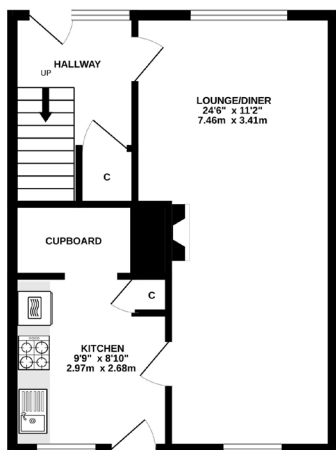 HALLWAY
UP
LOUNGE/DINER
24'6" x 11'2"
7.46m x 3.41m
C
CUPBOARD
C
KITCHEN
9'9" x 8'10"
2.97m x 2.68m